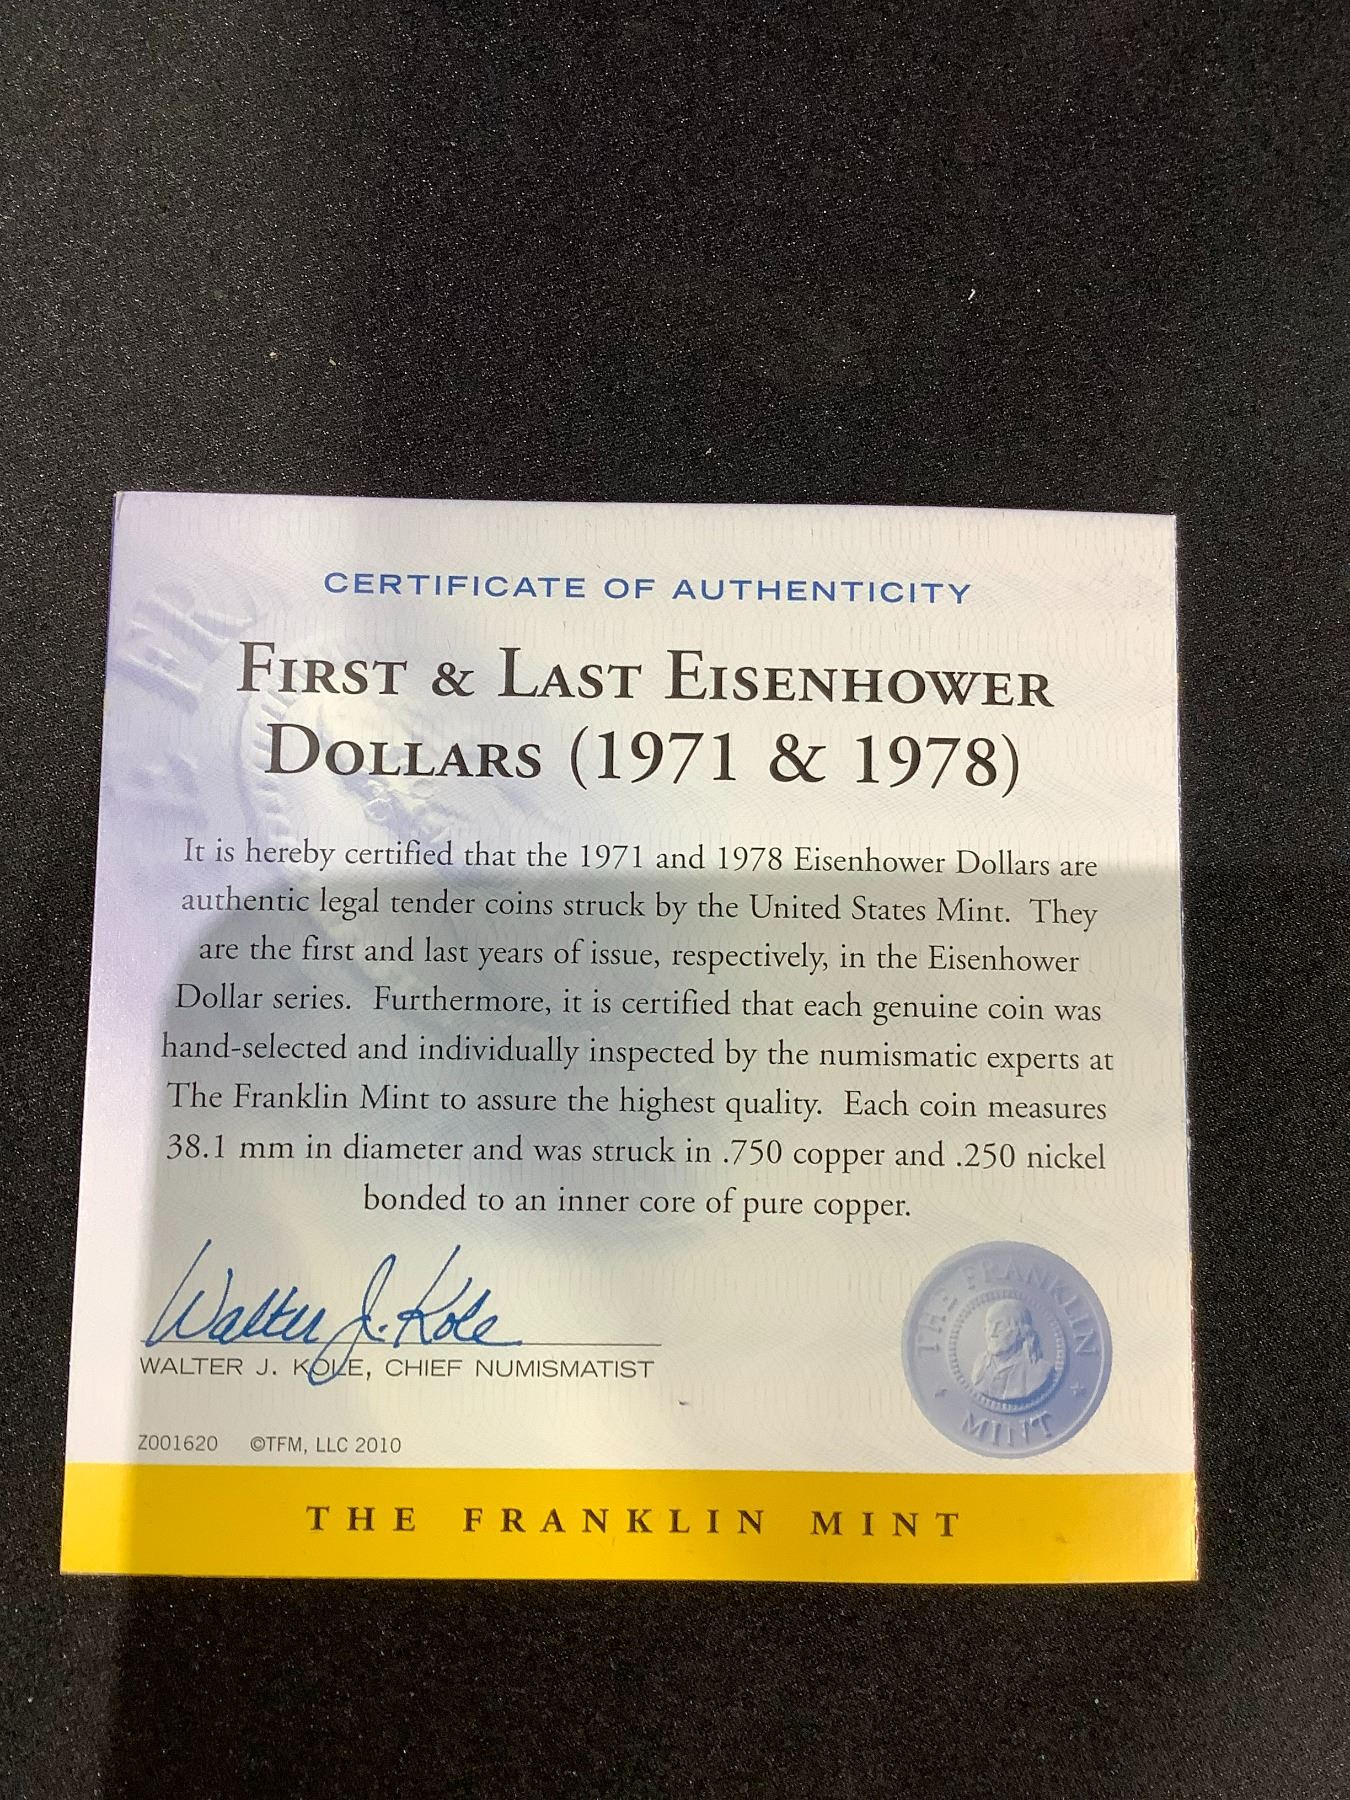 CERTIFICATE OF AUTHENTICITY
FIRST & LAST EISENHOWER
DOLLARS (1971 & 1978)
It is hereby certified that the 1971 and 1978 Eisenhower Dollars are
authentic legal tender coins struck by the United States Mint. They
are the first and last years of issue, respectively, in the Eisenhower
Dollar series. Furthermore, it is certified that each genuine coin was
hand-selected and individually inspected by the numismatic experts at
The Franklin Mint to assure the highest quality. Each coin measures
38.1 mm in diameter and was struck in .750 copper and .250 nickel
bonded to an inner core of pure copper.
Walter J. Kole
WALTER J. KOLE, CHIEF NUMISMATIST
THE FRANKLIN MINT
Z001620 ©TFM, LLC 2010
THE FRANKLIN MINT